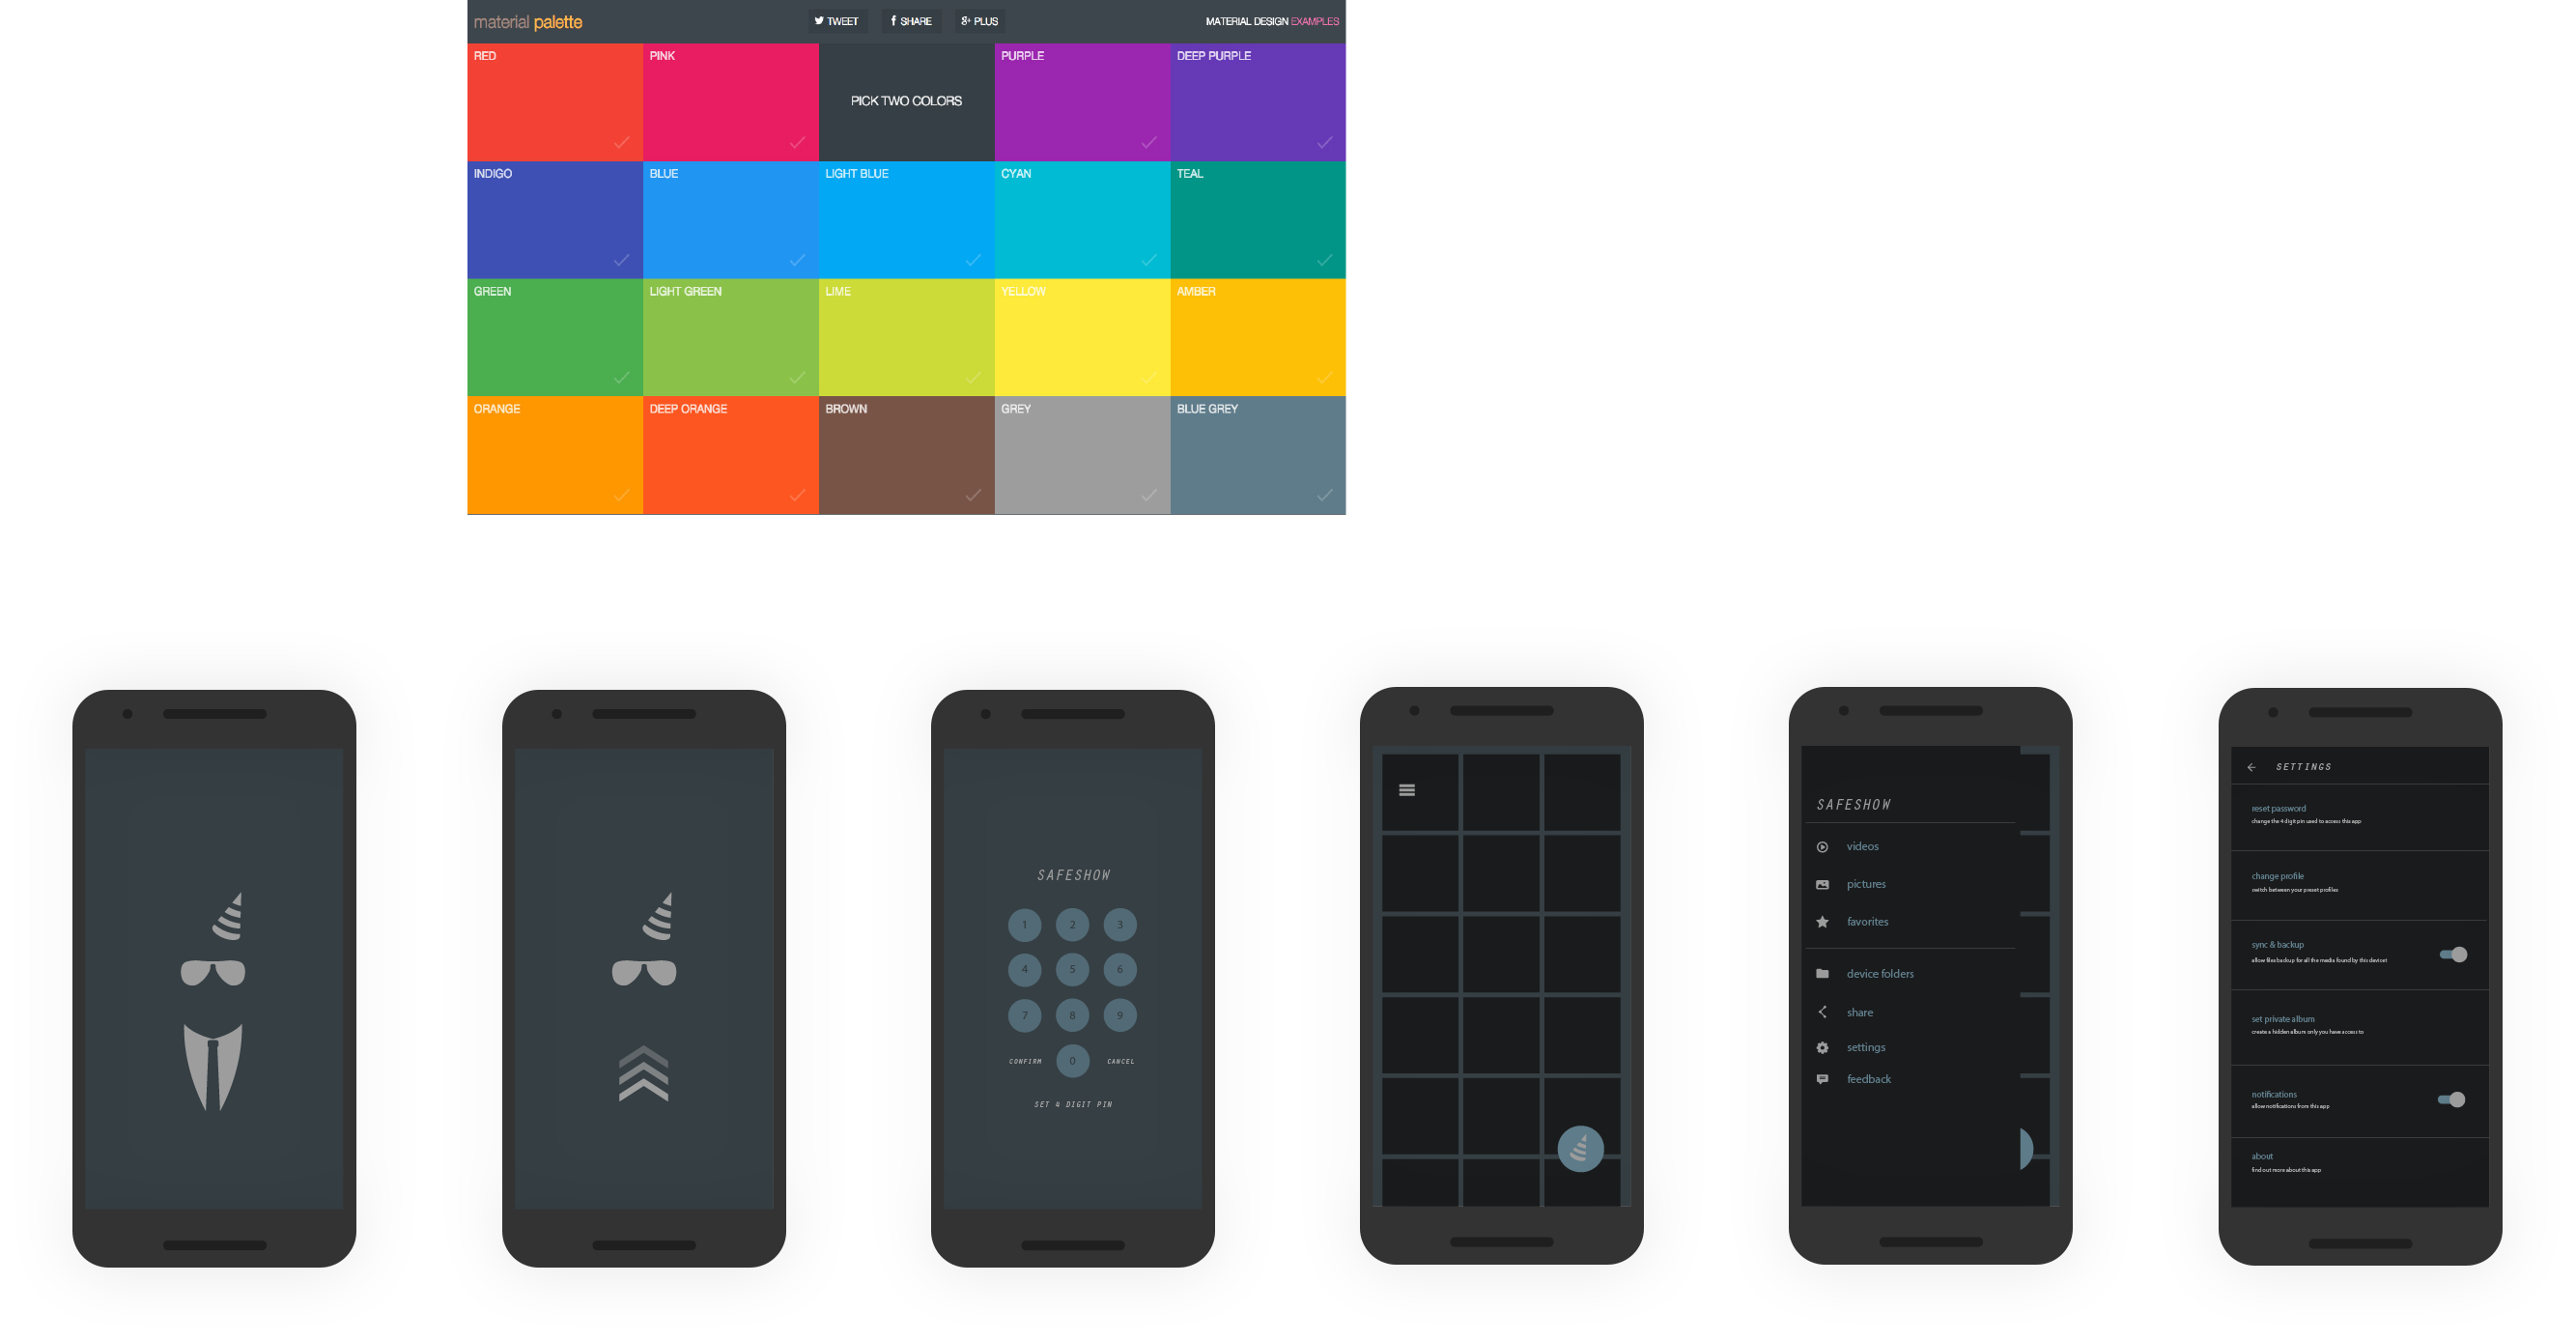 material palette
TWEET
SHARE
PLUS
MATERIAL DESIGN EXAMPLES
RED
PINK
PICK TWO COLORS
PURPLE
DEEP PURPLE
INDIGO
BLUE
LIGHT BLUE
CYAN
TEAL
GREEN
LIGHT GREEN
LIME
YELLOW
AMBER
ORANGE
DEEP ORANGE
BROWN
GREY
BLUE GREY
SAFESHOW
1 2 3
4 5 6
7 8 9
CONFIRM 0 CANCEL
SET 4 DIGIT PIN
SAFESHOW
videos
pictures
favorites
device folders
share
settings
feedback
SETTINGS
reset password
change the 4 digit pin used to access this app
change profile
switch between your preset profiles
sync & backup
allow files backup for all the media found by this device?
set private album
create a hidden album only you have access to
notifications
allow notifications from this app
about
find out more about this app